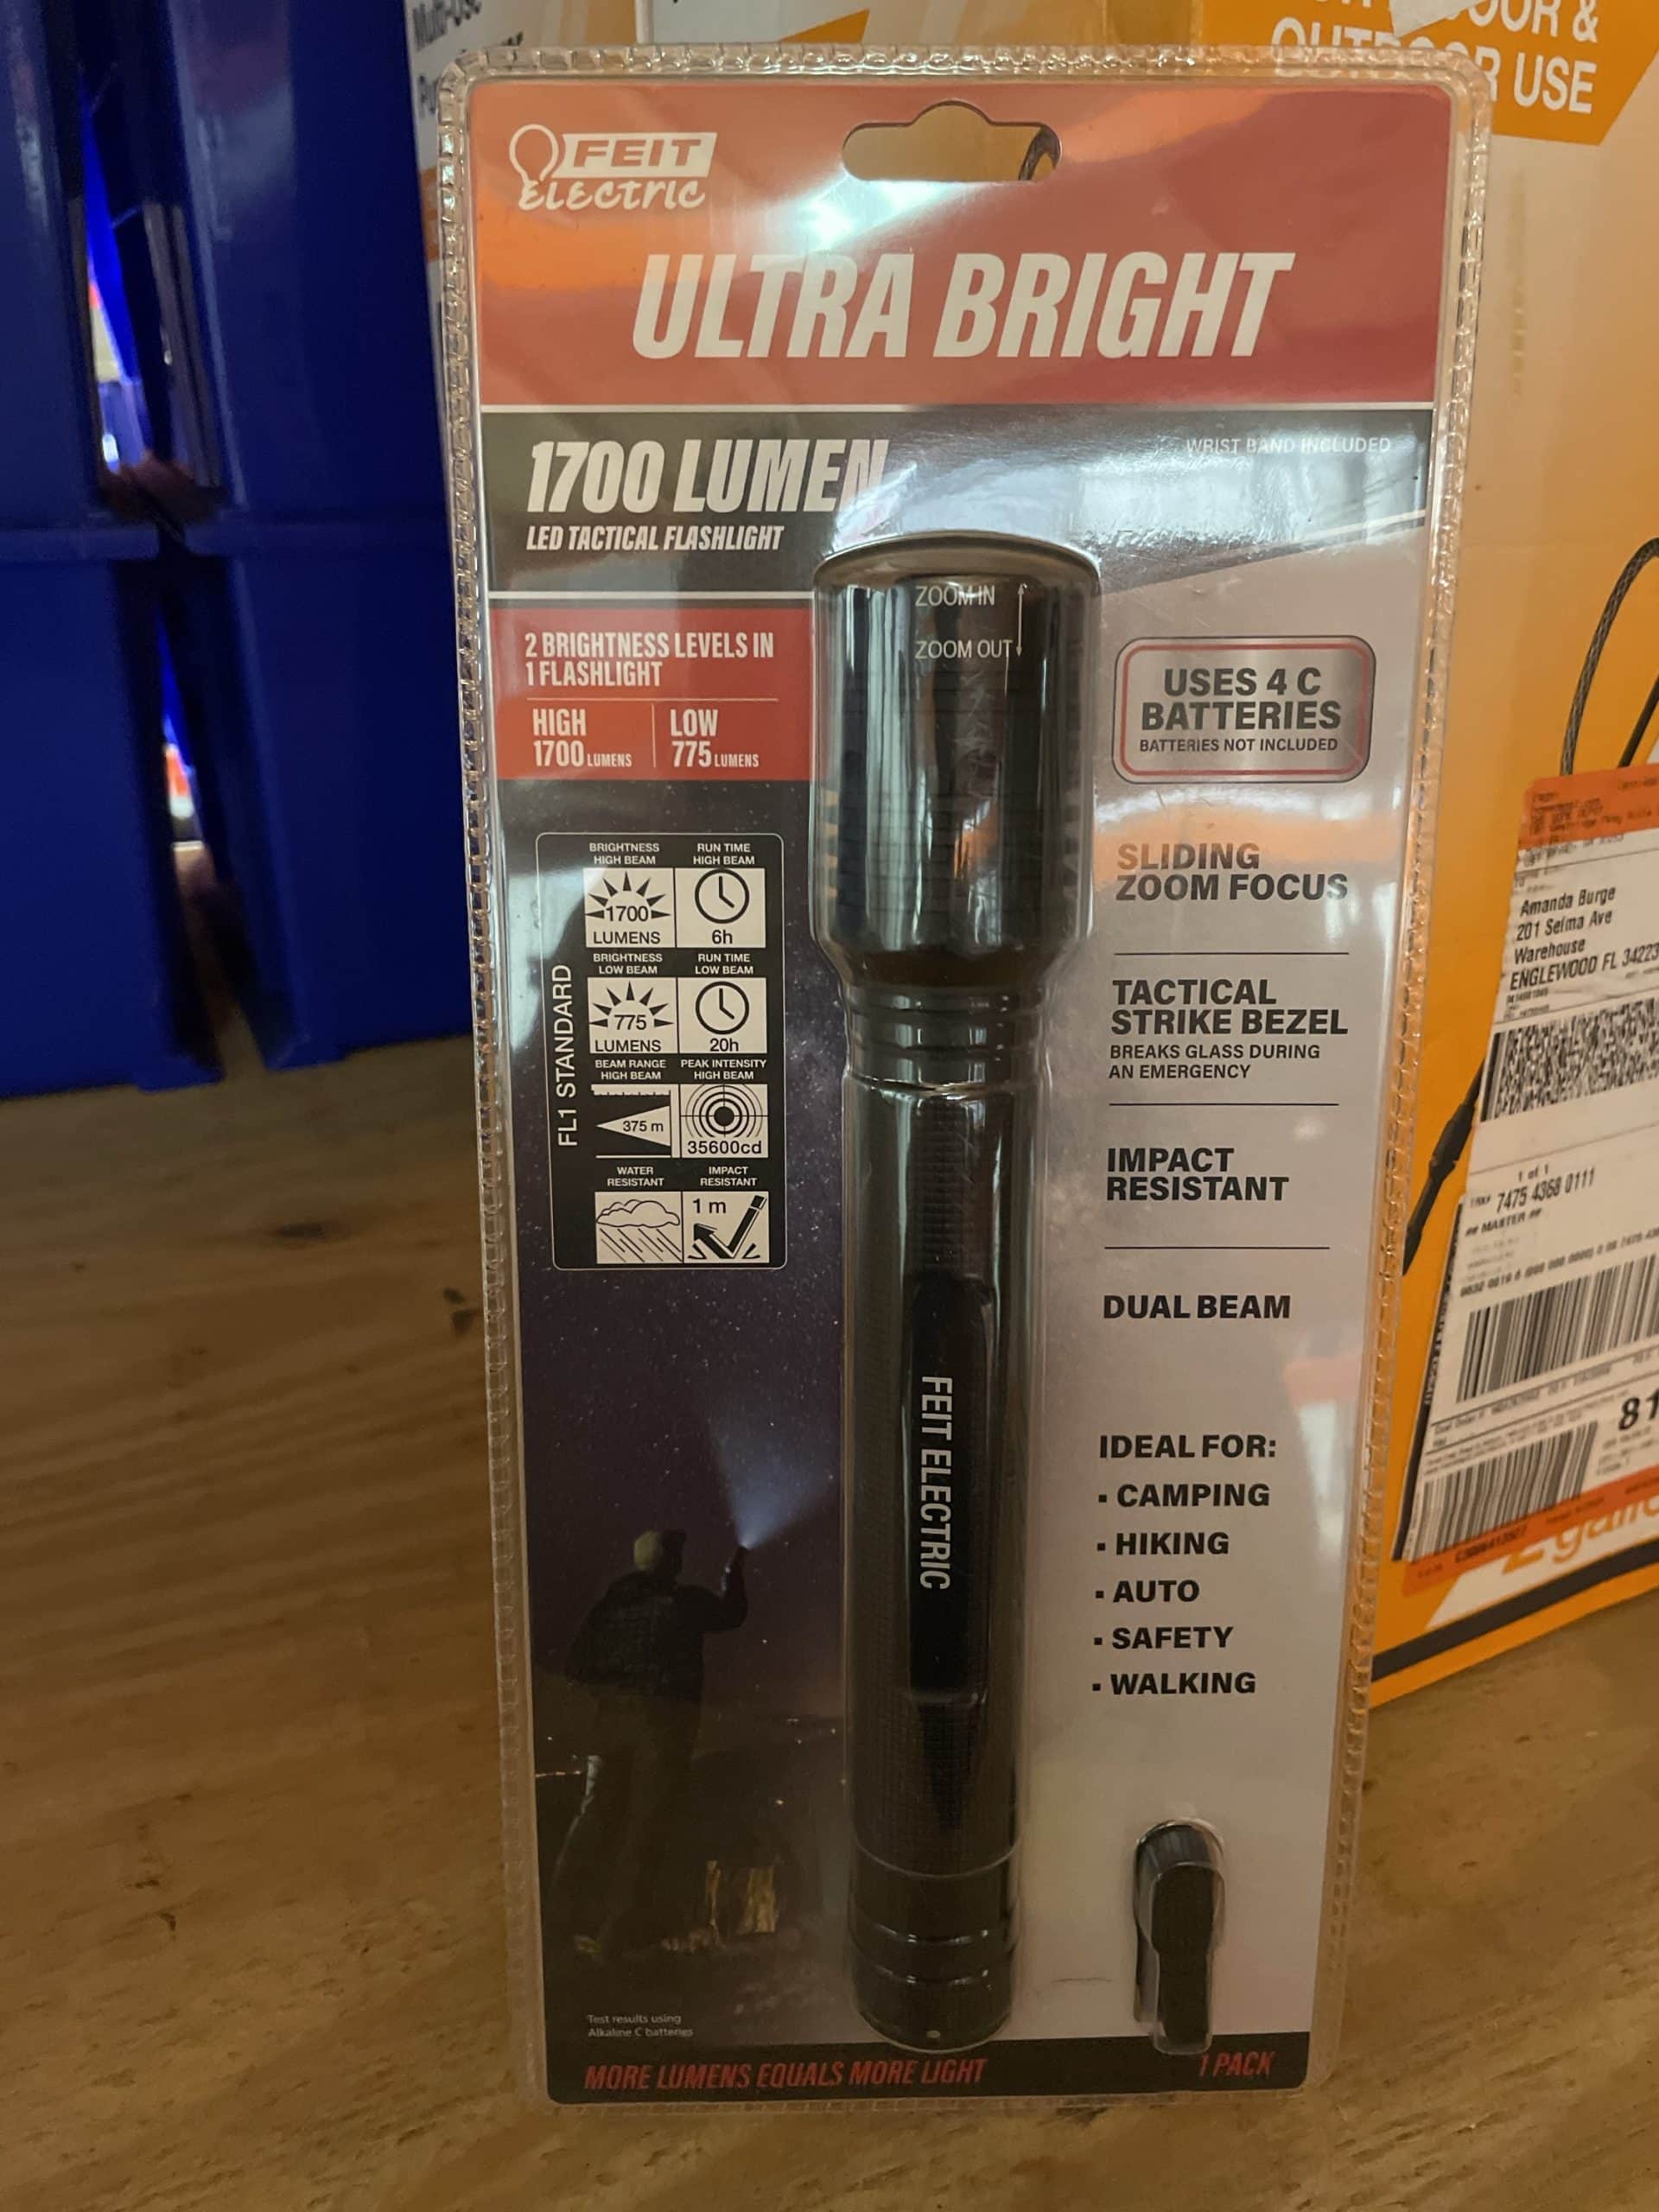 Multi-Use
OUTDOOR USE
FEIT
ELECTRIC
ULTRA BRIGHT
1700 LUMEN
LED TACTICAL FLASHLIGHT
WRIST BAND INCLUDED
ZOOM IN
ZOOM OUT
2 BRIGHTNESS LEVELS IN
1 FLASHLIGHT
HIGH
1700 LUMENS
LOW
775 LUMENS
USES 4 C
BATTERIES
BATTERIES NOT INCLUDED
FL1 STANDARD
BRIGHTNESS
HIGH BEAM
RUN TIME
HIGH BEAM
1700
LUMENS
6h
BRIGHTNESS
LOW BEAM
RUN TIME
LOW BEAM
775
LUMENS
20h
BEAM RANGE
HIGH BEAM
PEAK INTENSITY
HIGH BEAM
375 m
35600cd
WATER
RESISTANT
IMPACT
RESISTANT
1 m
SLIDING
ZOOM FOCUS
TACTICAL
STRIKE BEZEL
BREAKS GLASS DURING
AN EMERGENCY
IMPACT
RESISTANT
DUAL BEAM
IDEAL FOR:
▪ CAMPING
▪ HIKING
▪ AUTO
▪ SAFETY
▪ WALKING
FEIT ELECTRIC
Test results using
Alkaline C batteries
MORE LUMENS EQUALS MORE LIGHT
1 PACK
Amanda Burge
201 Selma Ave
Warehouse
ENGLEWOOD FL 34223
1 of 1
TRK# 7475 4368 0111
## MASTER ##
81